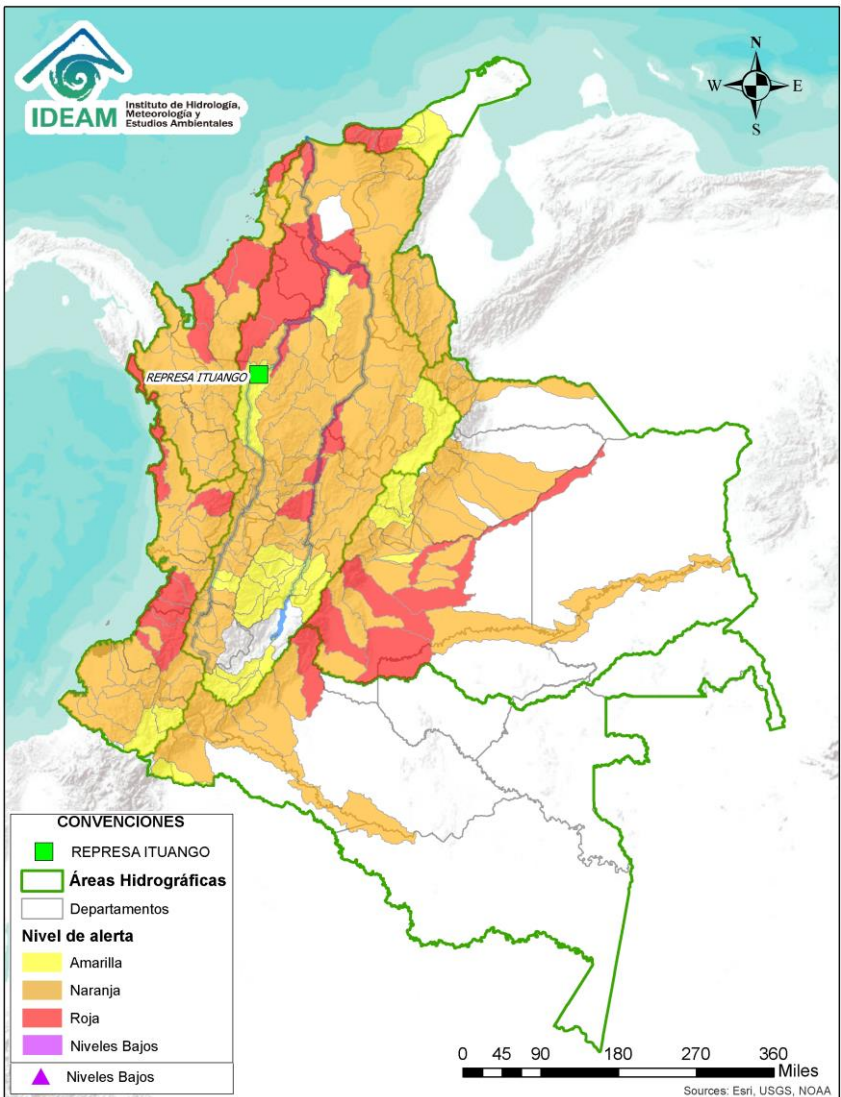 IDEAM
Instituto de Hidrología,
Meteorología y
Estudios Ambientales
N
W
E
S
REPRESA ITUANGO
CONVENCIONES
REPRESA ITUANGO
Áreas Hidrográficas
Departamentos
Nivel de alerta
Amarilla
Naranja
Roja
Niveles Bajos
Niveles Bajos
0 45 90 180 270 360
Miles
Sources: Esri, USGS, NOAA